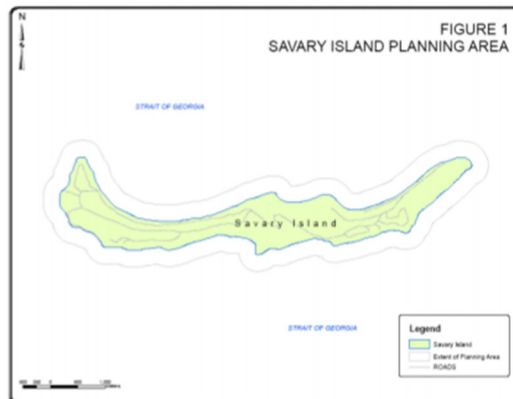 N
FIGURE 1
SAVARY ISLAND PLANNING AREA
STRAIT OF GEORGIA
Savary Island
STRAIT OF GEORGIA
Legend
Savary Island
Extent of Planning Area
ROADS